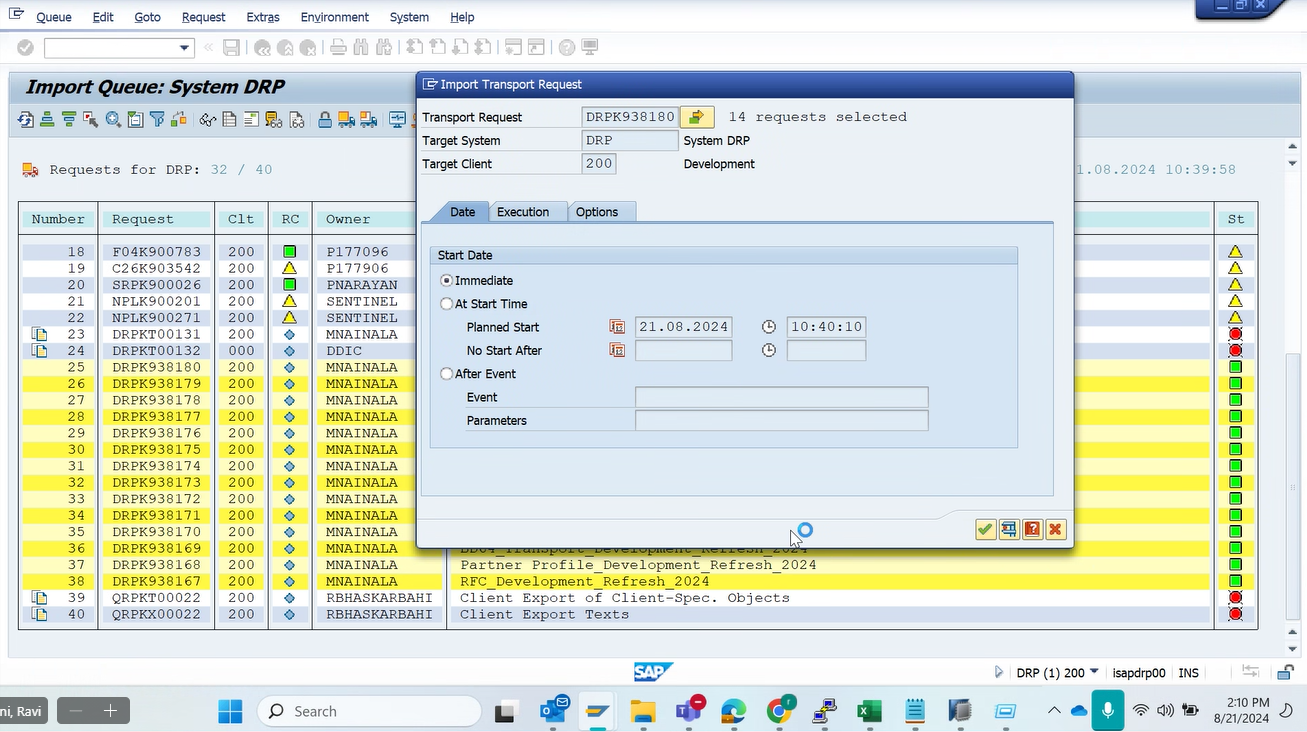 Queue Edit Goto Request Extras Environment System Help
Import Queue: System DRP
Import Transport Request
Transport Request DRPK938180 14 requests selected
Target System DRP System DRP
Target Client 200 Development
Requests for DRP: 32 / 40
1.08.2024 10:39:58
Date Execution Options
Number Request Clt RC Owner St
Start Date
Immediate
At Start Time
Planned Start 21.08.2024 10:40:10
No Start After
After Event
Event
Parameters
18 F04K900783 200 P177096
19 C26K903542 200 P177906
20 SRPK900026 200 PNARAYAN
21 NPLK900201 200 SENTINEL
22 NPLK900271 200 SENTINEL
23 DRPKT00131 200 MNAINALA
24 DRPKT00132 000 DDIC
25 DRPK938180 200 MNAINALA
26 DRPK938179 200 MNAINALA
27 DRPK938178 200 MNAINALA
28 DRPK938177 200 MNAINALA
29 DRPK938176 200 MNAINALA
30 DRPK938175 200 MNAINALA
31 DRPK938174 200 MNAINALA
32 DRPK938173 200 MNAINALA
33 DRPK938172 200 MNAINALA
34 DRPK938171 200 MNAINALA
35 DRPK938170 200 MNAINALA
36 DRPK938169 200 MNAINALA BD64_Transport_Development_Refresh_2024
37 DRPK938168 200 MNAINALA Partner Profile_Development_Refresh_2024
38 DRPK938167 200 MNAINALA RFC_Development_Refresh_2024
39 QRPKT00022 200 RBHASKARBAHI Client Export of Client-Spec. Objects
40 QRPKX00022 200 RBHASKARBAHI Client Export Texts
SAP
DRP (1) 200 isapdrp00 INS
ni, Ravi
Search
2:10 PM
8/21/2024